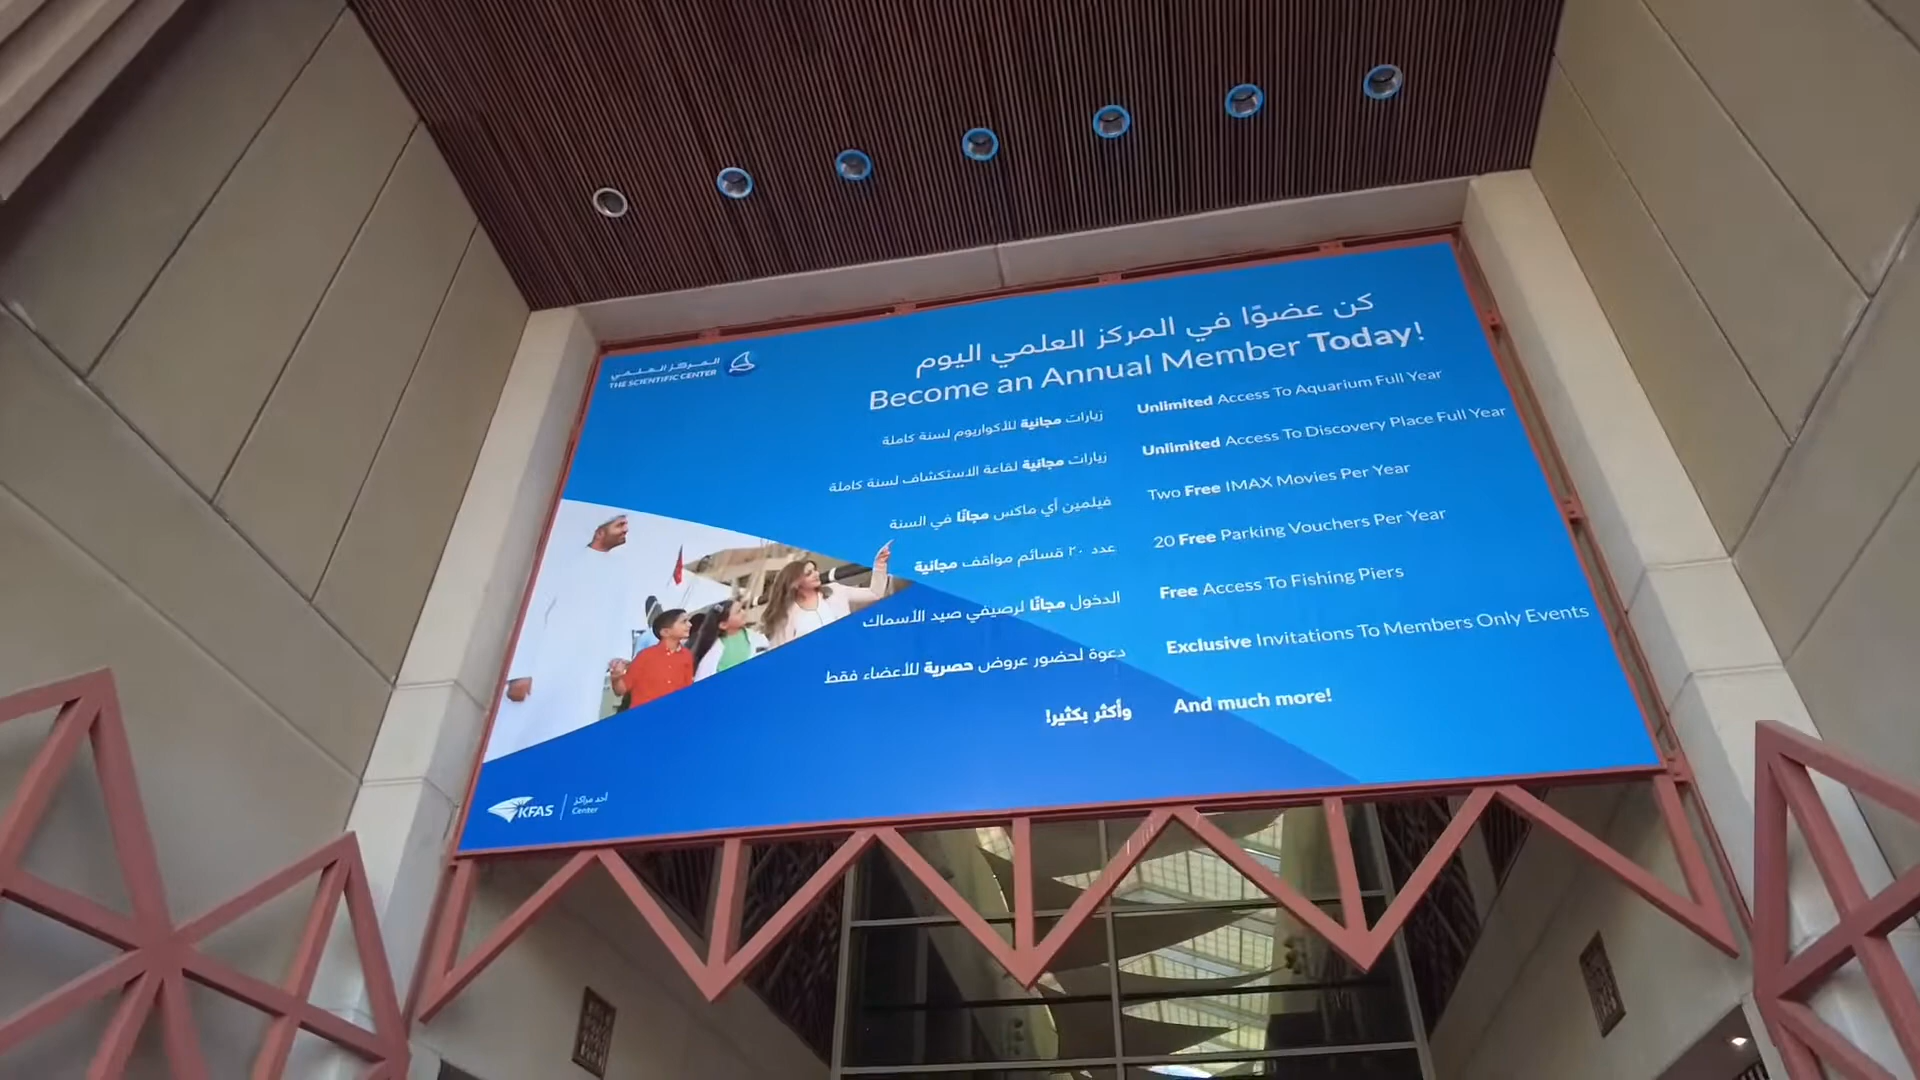 المركز العلمي
THE SCIENTIFIC CENTER
كن عضوًا في المركز العلمي اليوم
Become an Annual Member Today!
زيارات مجانية للأكواريوم لسنة كاملة
Unlimited Access To Aquarium Full Year
زيارات مجانية لقاعة الاستكشاف لسنة كاملة
Unlimited Access To Discovery Place Full Year
فيلمين أي ماكس مجانًا في السنة
Two Free IMAX Movies Per Year
عدد ٢٠ قسائم مواقف مجانية
20 Free Parking Vouchers Per Year
الدخول مجانًا لرصيفي صيد الأسماك
Free Access To Fishing Piers
دعوة لحضور عروض حصرية للأعضاء فقط
Exclusive Invitations To Members Only Events
وأكثر بكثير!
And much more!
KFAS
أحد مراكز
Center